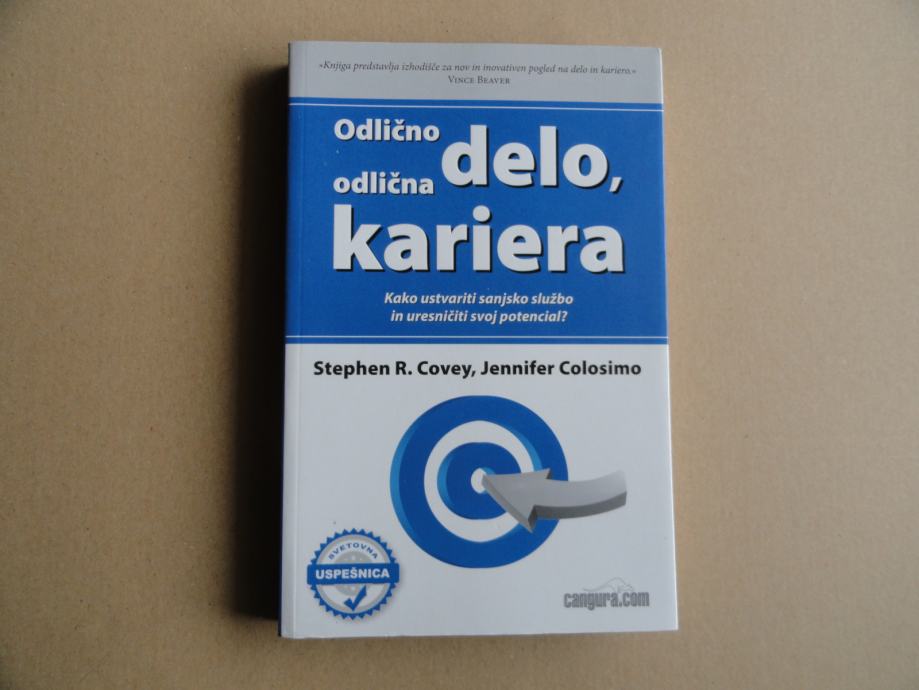 »Knjiga predstavlja izhodišče za nov in inovativen pogled na delo in kariero.«
Vince Beaver
Odlično delo,
odlična
kariera
Kako ustvariti sanjsko službo
in uresničiti svoj potencial?
Stephen R. Covey, Jennifer Colosimo
SVETOVNA
USPEŠNICA
cangura.com